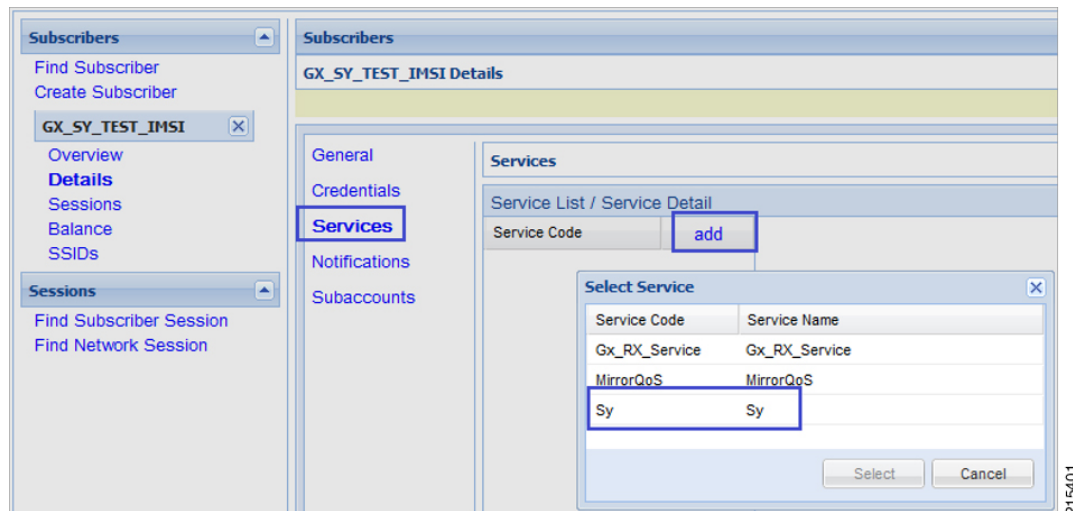 Subscribers
Find Subscriber
Create Subscriber
GX_SY_TEST_IMSI
Overview
Details
Sessions
Balance
SSIDs
Sessions
Find Subscriber Session
Find Network Session
Subscribers
GX_SY_TEST_IMSI Details
General
Credentials
Services
Notifications
Subaccounts
Services
Service List / Service Detail
Service Code add
Select Service
Service Code Service Name
Gx_RX_Service Gx_RX_Service
MirrorQoS MirrorQoS
Sy Sy
Select Cancel